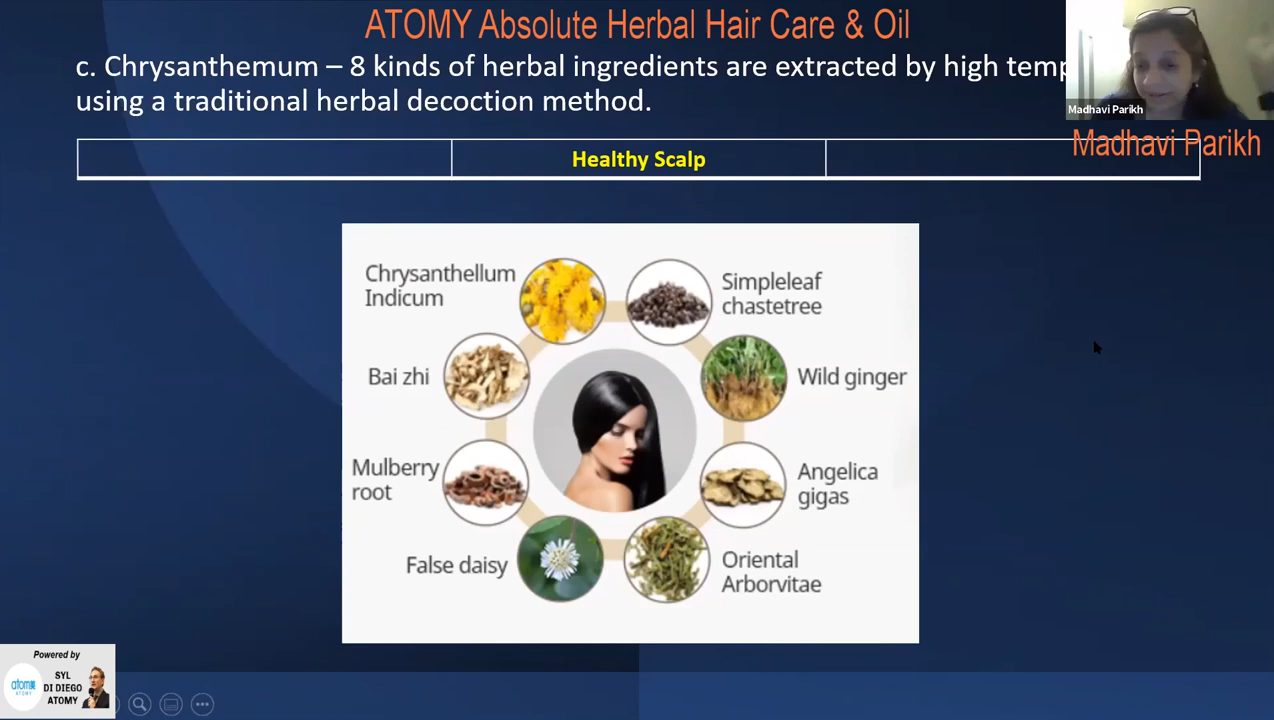 ATOMY Absolute Herbal Hair Care & Oil
c. Chrysanthemum – 8 kinds of herbal ingredients are extracted by high temp
using a traditional herbal decoction method.
Madhavi Parikh
Madhavi Parikh
Healthy Scalp
Chrysanthellum
Indicum
Simpleleaf
chastetree
Bai zhi
Wild ginger
Mulberry
root
Angelica
gigas
False daisy
Oriental
Arborvitae
Powered by
SYL
DI DIEGO
ATOMY
atomy
ATOMY